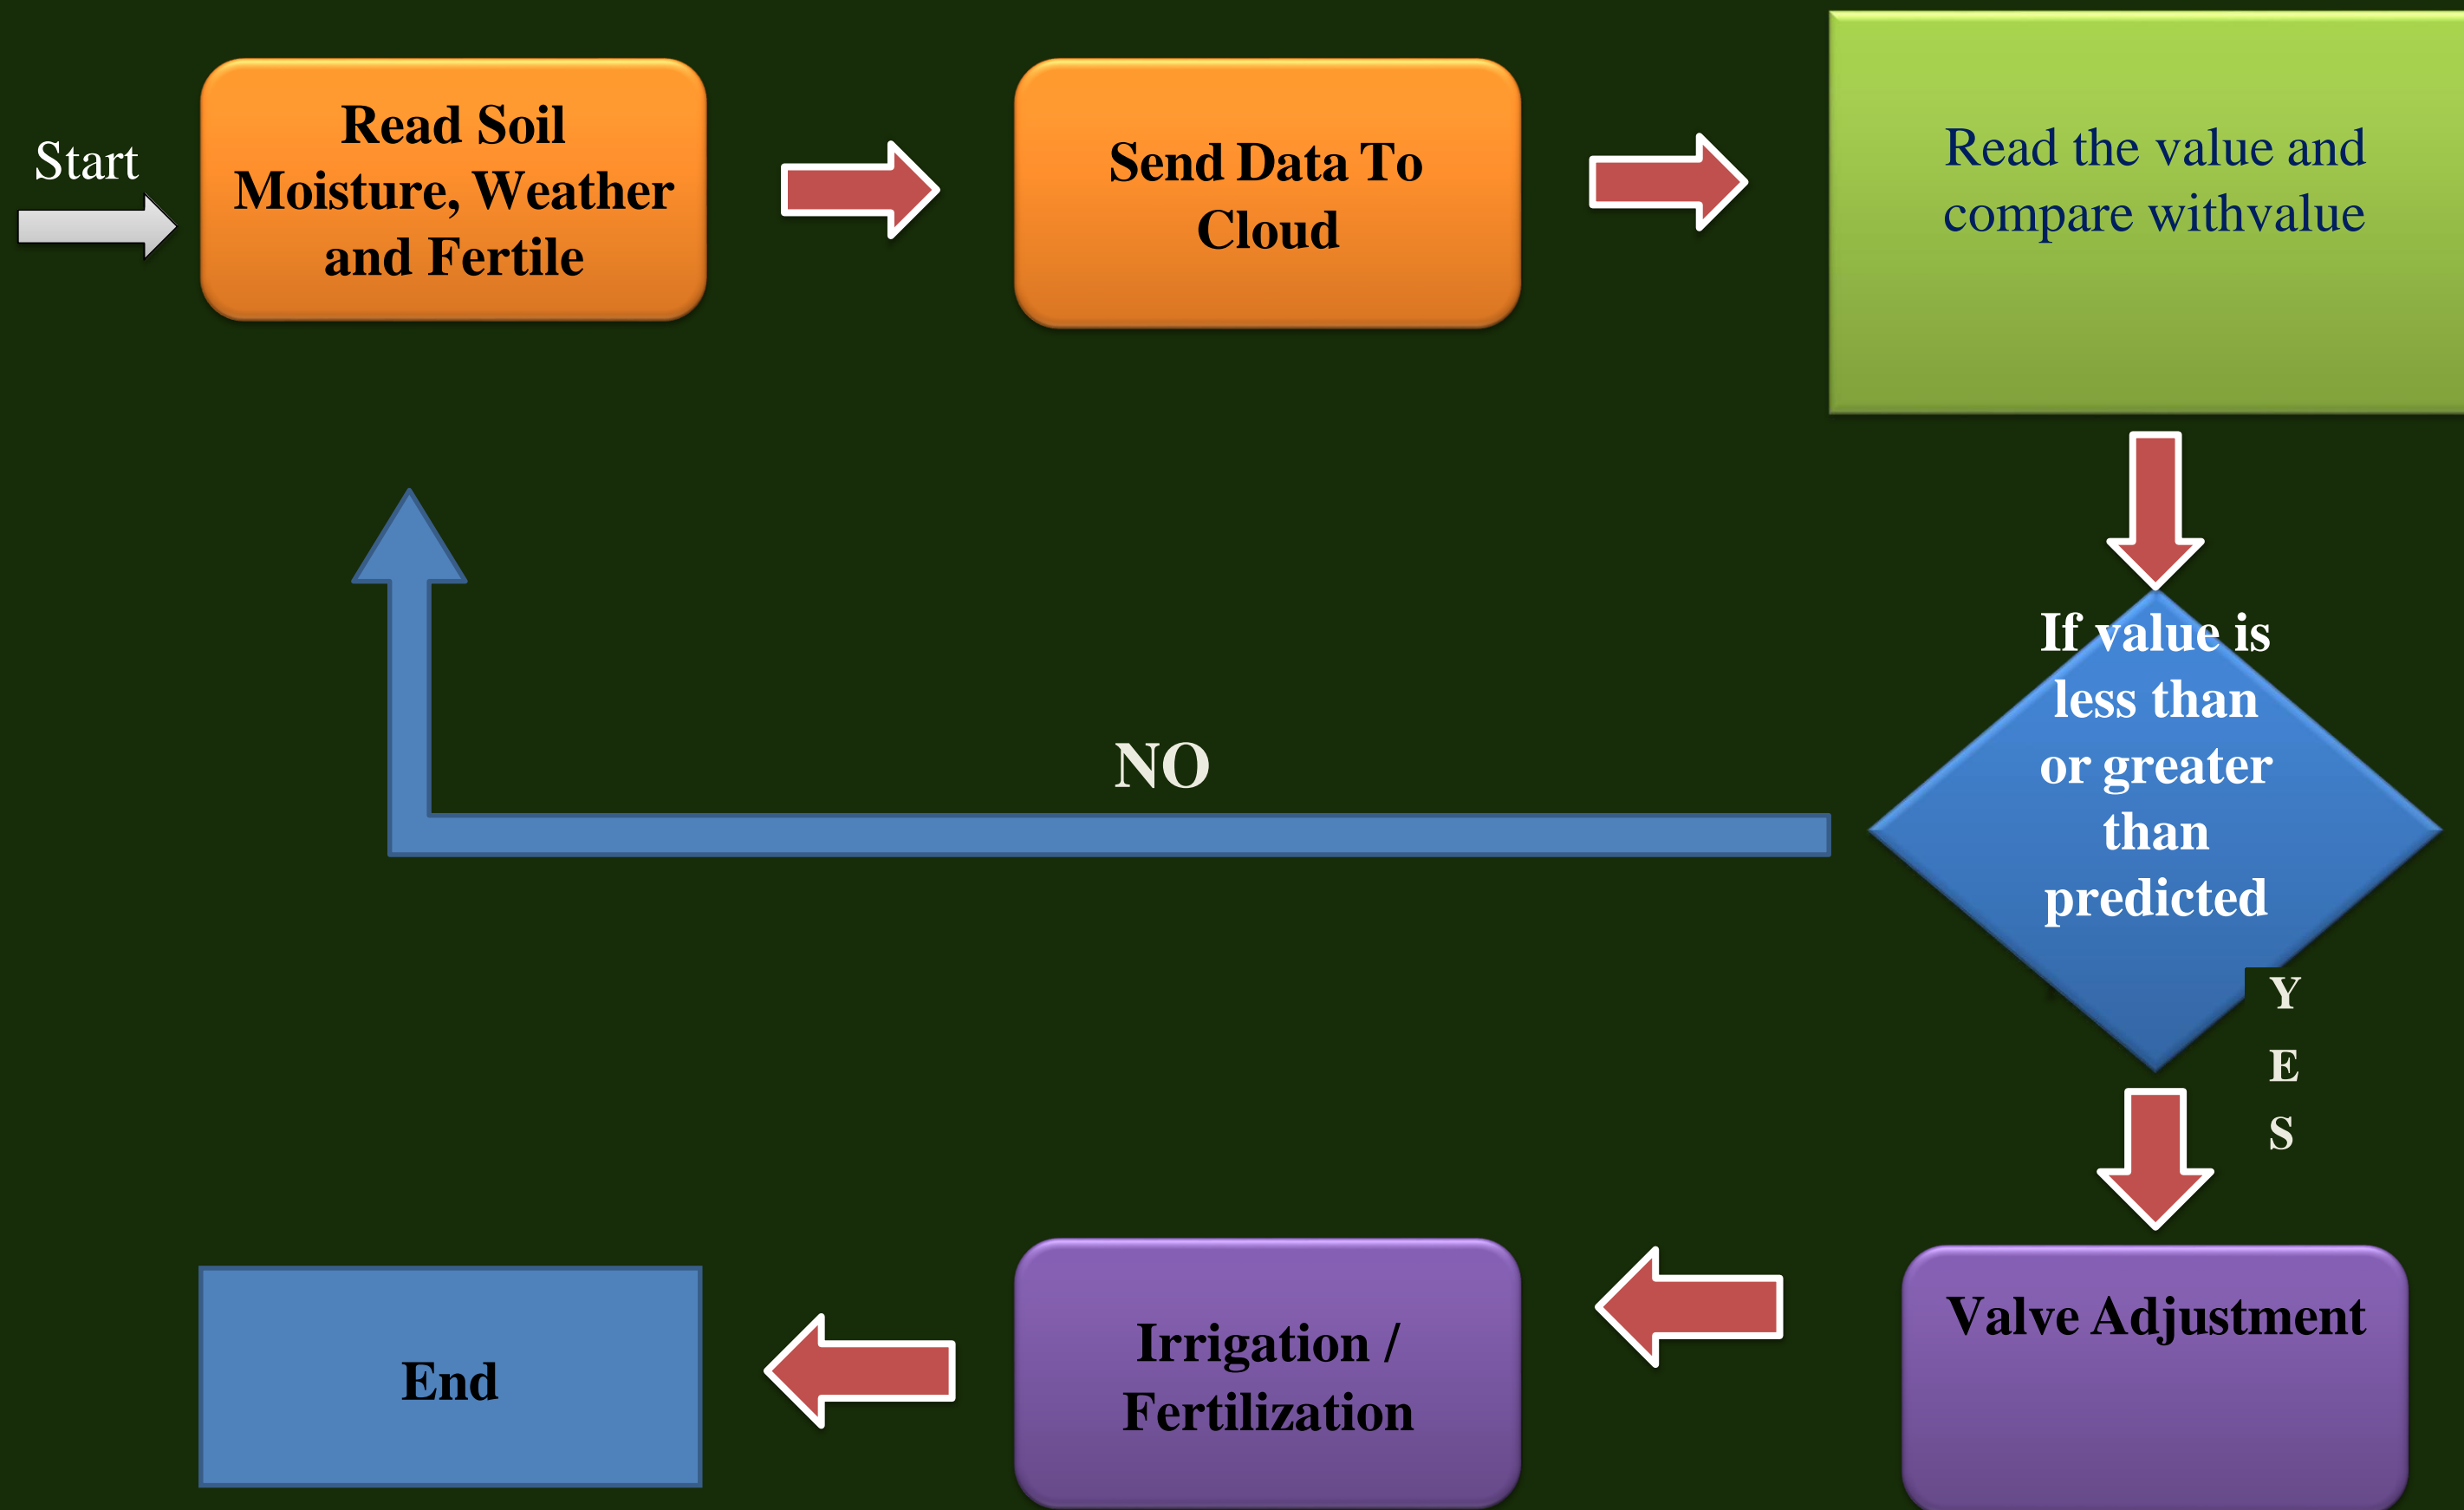 Start
Read Soil
Moisture, Weather
and Fertile
Send Data To
Cloud
Read the value and
compare withvalue
If value is
less than
or greater
than
predicted
NO
Y
E
S
Valve Adjustment
Irrigation /
Fertilization
End